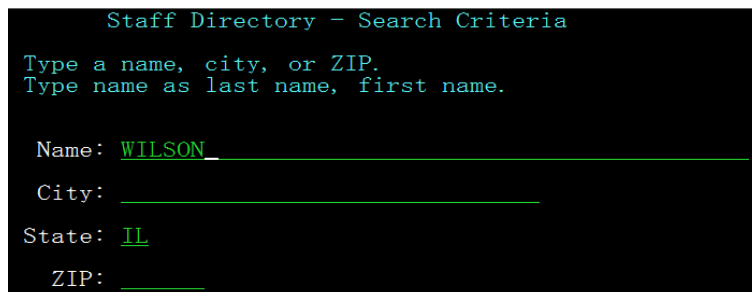 Staff Directory - Search Criteria
Type a name, city, or ZIP.
Type name as last name, first name.
Name: WILSON
City:
State: IL
ZIP: